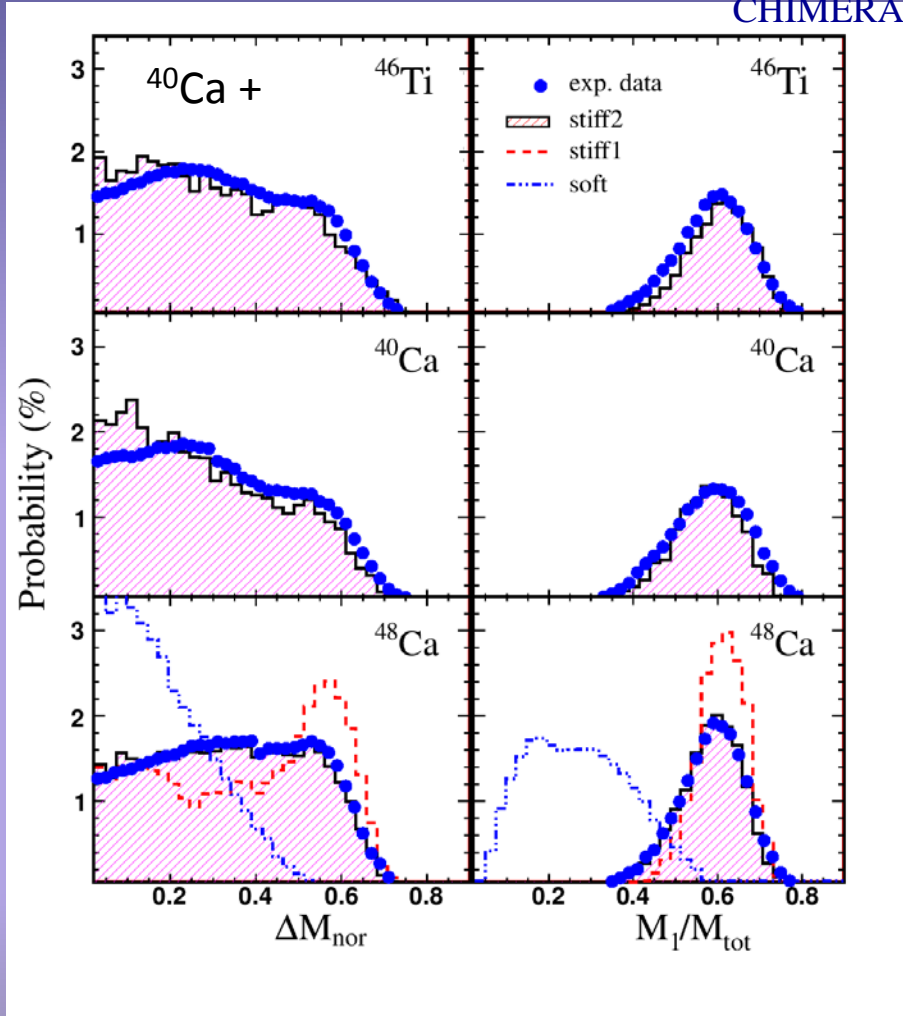 CHIMERA
⁴⁰Ca +
⁴⁶Ti
⁴⁶Ti
exp. data
stiff2
stiff1
soft
3
2
1
⁴⁰Ca
⁴⁰Ca
3
2
1
⁴⁸Ca
⁴⁸Ca
3
2
1
Probability (%)
0.2 0.4 0.6 0.8
0.2 0.4 0.6 0.8
ΔMₙₒᵣ
M₁/Mₜₒₜ